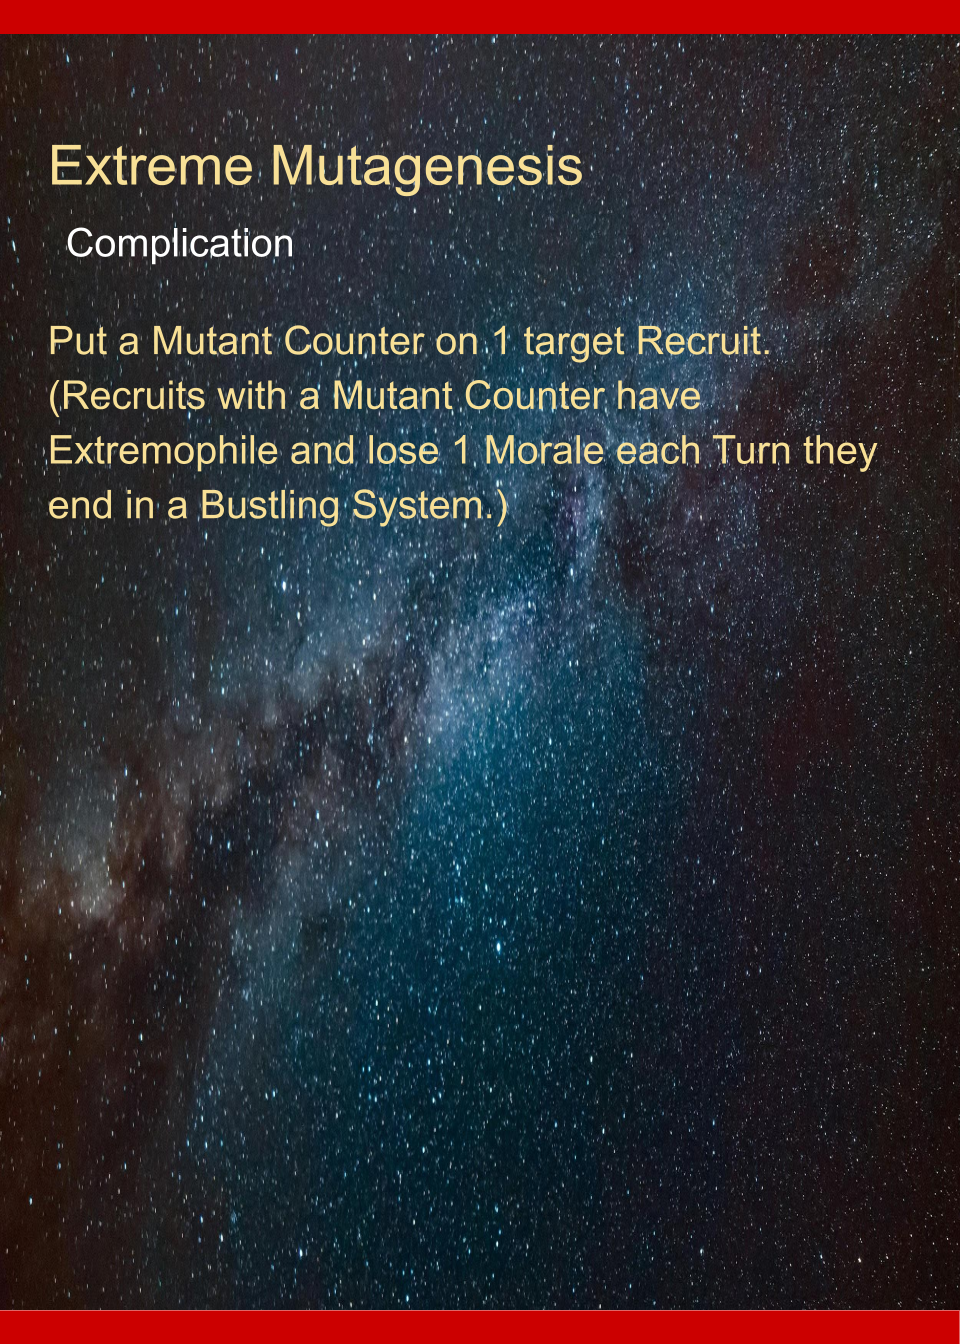 Extreme Mutagenesis
Complication
Put a Mutant Counter on 1 target Recruit.
(Recruits with a Mutant Counter have
Extremophile and lose 1 Morale each Turn they
end in a Bustling System.)